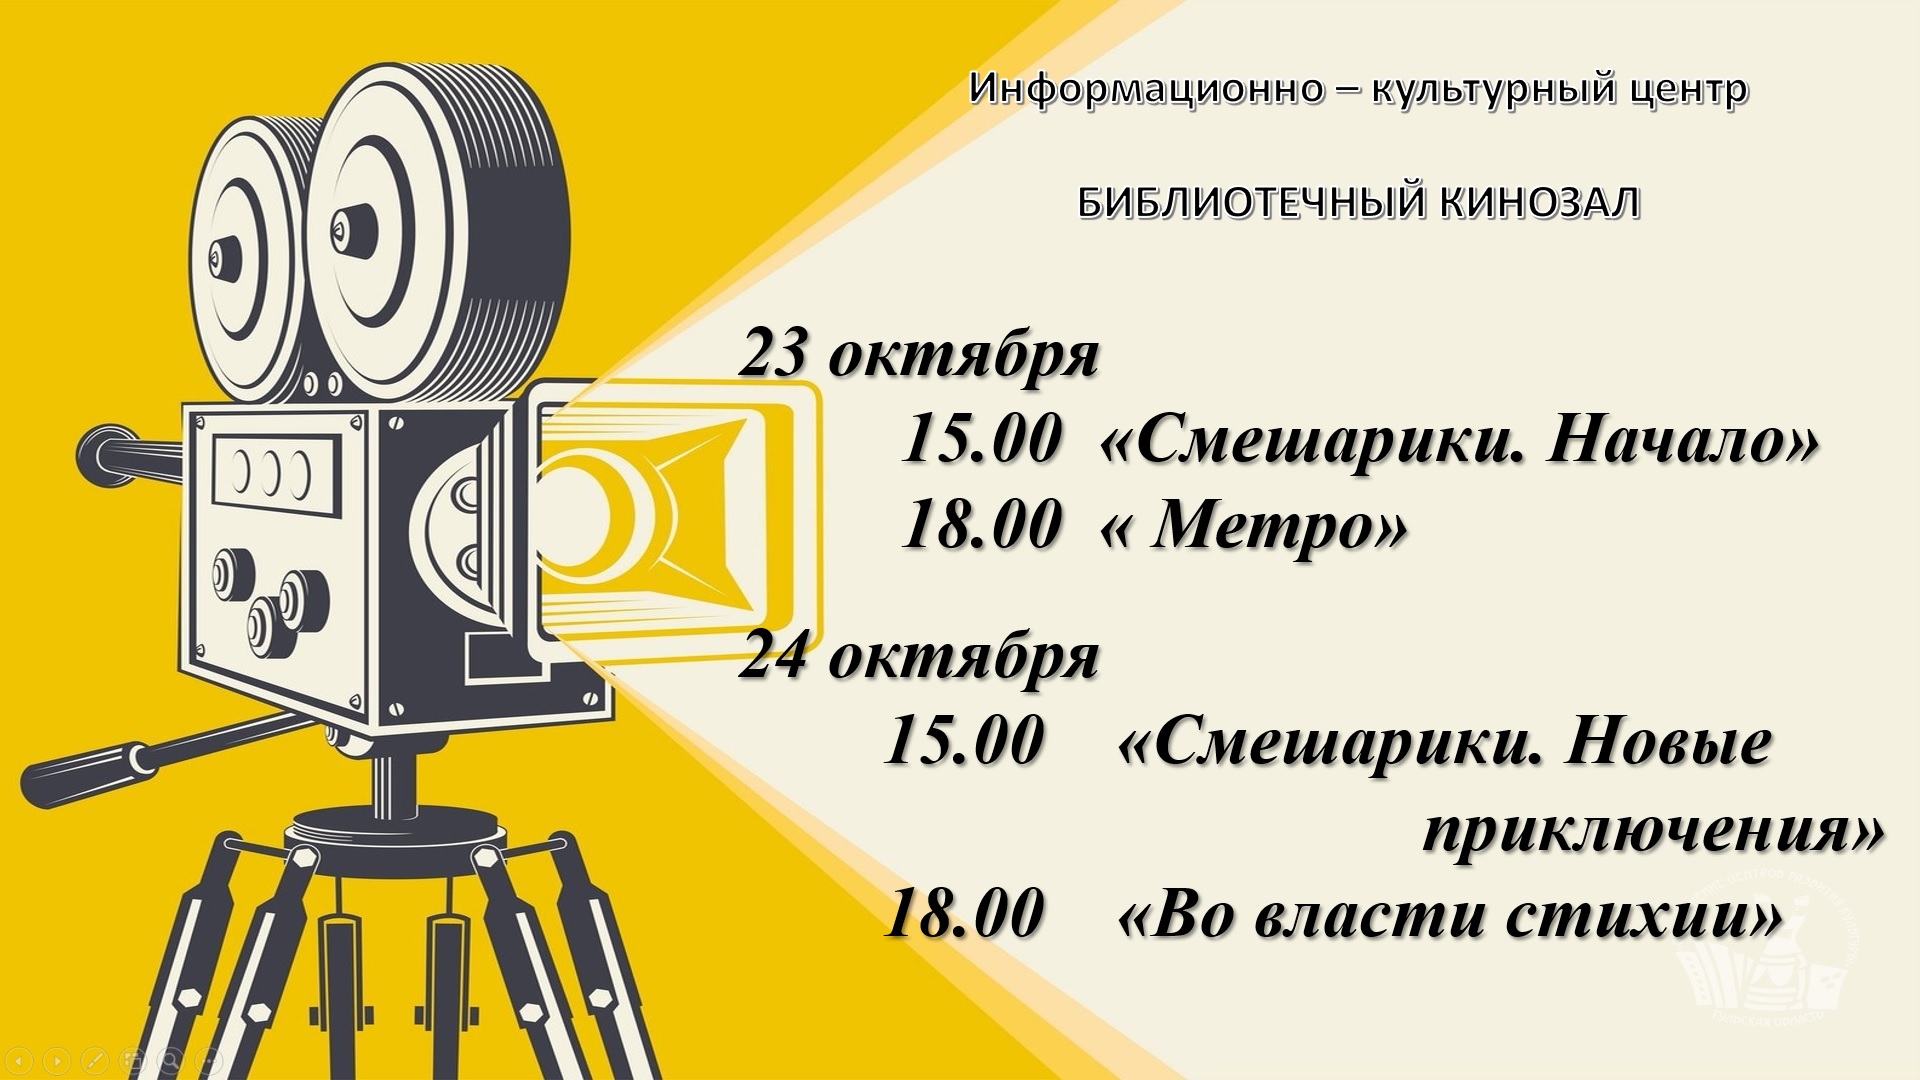 Информационно – культурный центр
БИБЛИОТЕЧНЫЙ КИНОЗАЛ
23 октября
15.00 «Смешарики. Начало»
18.00 « Метро»
24 октября
15.00 «Смешарики. Новые
приключения»
18.00 «Во власти стихии»